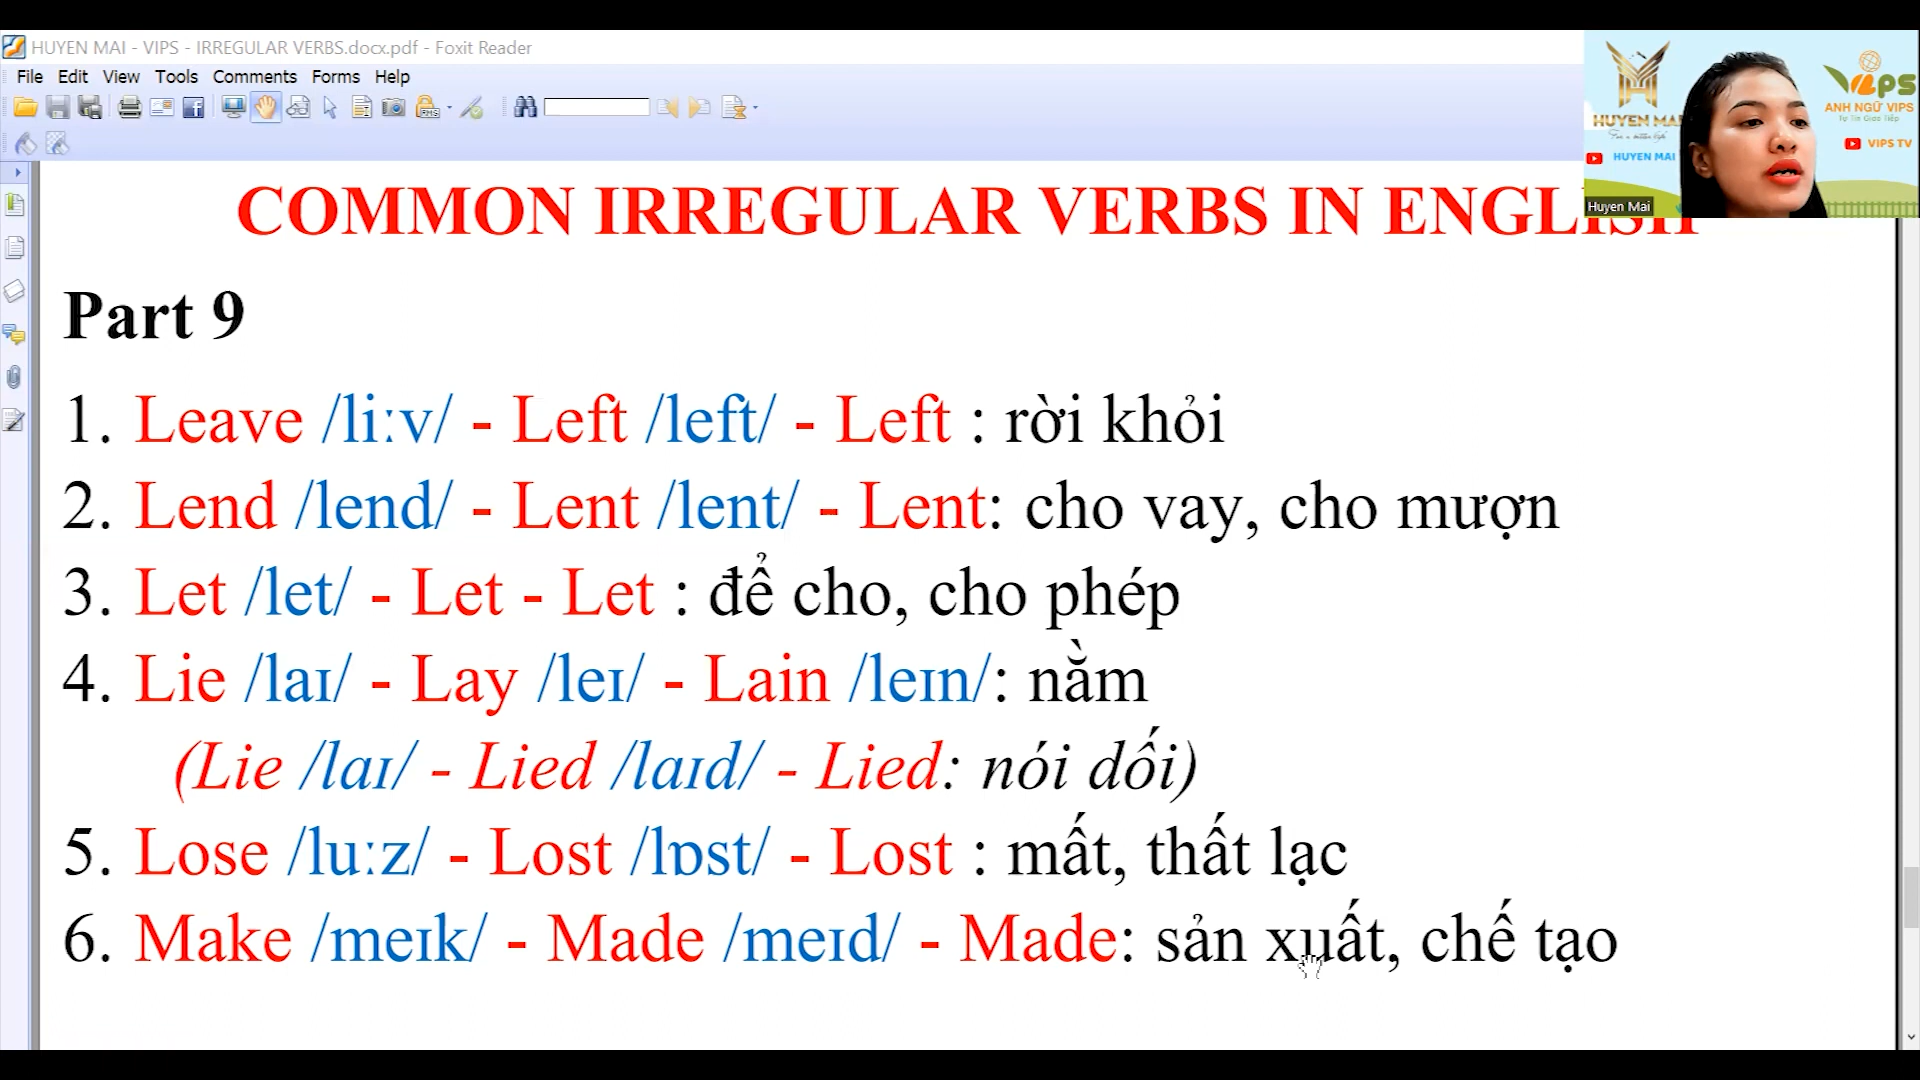 HUYEN MAI - VIPS - IRREGULAR VERBS.docx.pdf - Foxit Reader
File Edit View Tools Comments Forms Help
HUYEN MAI
HUYEN MAI
Huyen Mai
VIPS
ANH NGỮ VIPS
Tự Tin Giao Tiếp
VIPS TV
COMMON IRREGULAR VERBS IN ENGLISH
Part 9
1. Leave /liːv/ - Left /left/ - Left : rời khỏi
2. Lend /lend/ - Lent /lent/ - Lent: cho vay, cho mượn
3. Let /let/ - Let - Let : để cho, cho phép
4. Lie /laɪ/ - Lay /leɪ/ - Lain /leɪn/: nằm
(Lie /laɪ/ - Lied /laɪd/ - Lied: nói dối)
5. Lose /luːz/ - Lost /lɒst/ - Lost : mất, thất lạc
6. Make /meɪk/ - Made /meɪd/ - Made: sản xuất, chế tạo